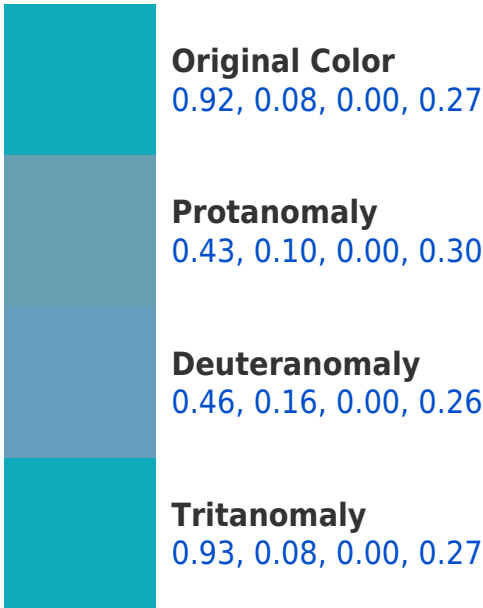 Original Color
0.92, 0.08, 0.00, 0.27
Protanomaly
0.43, 0.10, 0.00, 0.30
Deuteranomaly
0.46, 0.16, 0.00, 0.26
Tritanomaly
0.93, 0.08, 0.00, 0.27